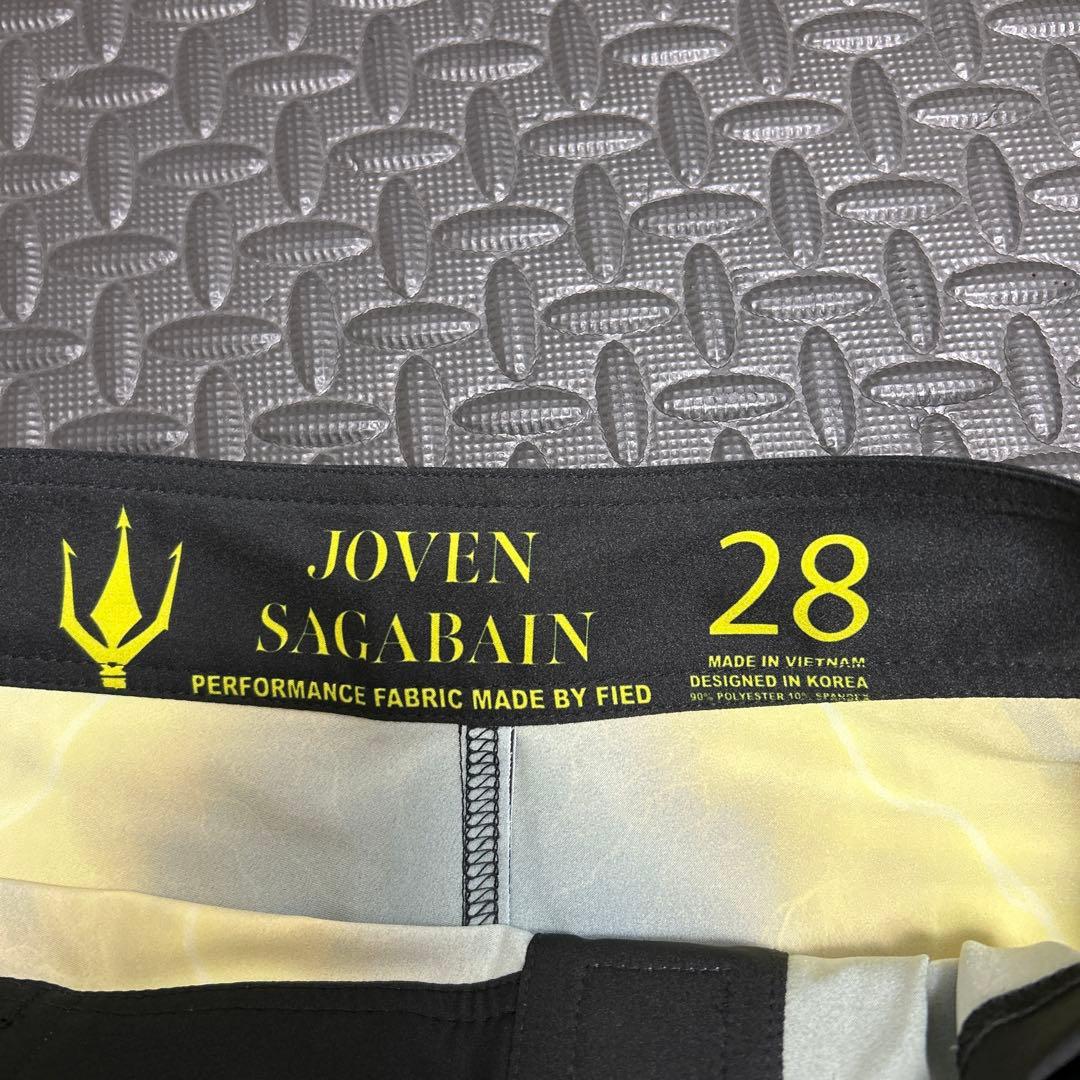 JOVEN
SAGABAIN
PERFORMANCE FABRIC MADE BY FIED
28
MADE IN VIETNAM
DESIGNED IN KOREA
90% POLYESTER 10% SPANDEX